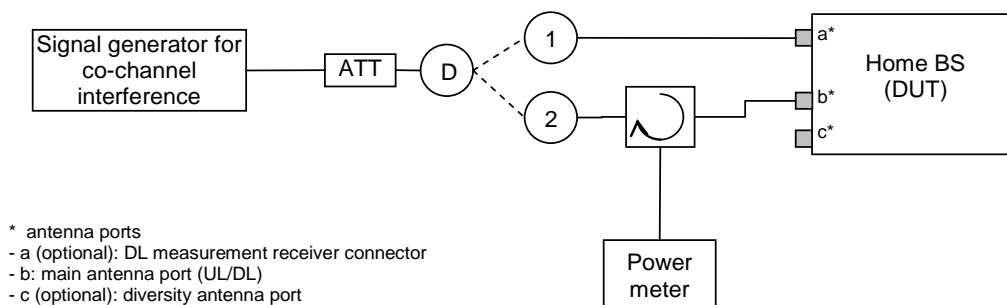 Signal generator for
co-channel
interference
ATT
D
1
2
a*
b*
c*
Home BS
(DUT)
Power
meter
* antenna ports
- a (optional): DL measurement receiver connector
- b: main antenna port (UL/DL)
- c (optional): diversity antenna port